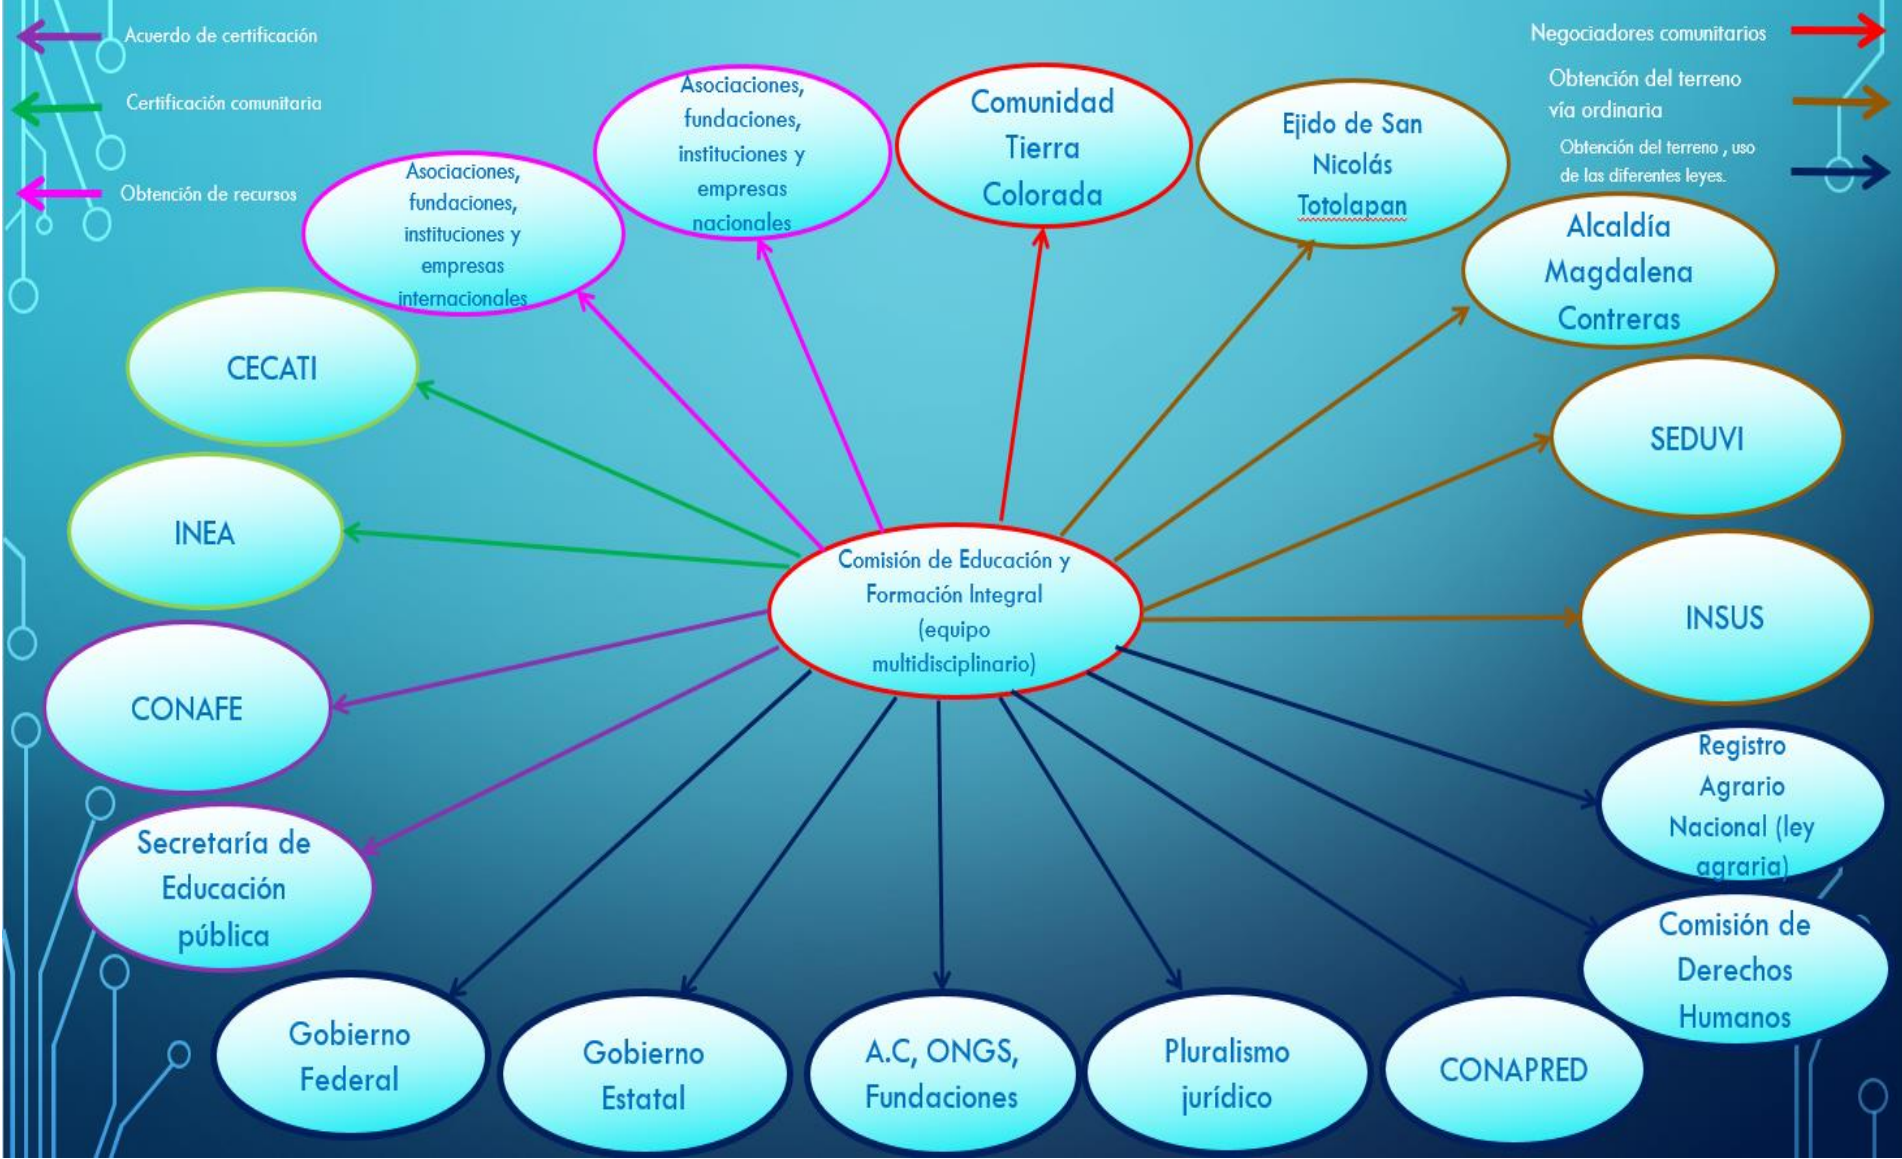 Acuerdo de certificación
Certificación comunitaria
Obtención de recursos
Negociadores comunitarios
Obtención del terreno
vía ordinaria
Obtención del terreno , uso
de las diferentes leyes.
Asociaciones,
fundaciones,
instituciones y
empresas
internacionales
Asociaciones,
fundaciones,
instituciones y
empresas
nacionales
Comunidad
Tierra
Colorada
Ejido de San
Nicolás
Totolapan
Alcaldía
Magdalena
Contreras
CECATI
SEDUVI
INEA
Comisión de Educación y
Formación Integral
(equipo
multidisciplinario)
INSUS
CONAFE
Registro
Agrario
Nacional (ley
agraria)
Secretaría de
Educación
pública
Comisión de
Derechos
Humanos
Gobierno
Federal
Gobierno
Estatal
A.C, ONGS,
Fundaciones
Pluralismo
jurídico
CONAPRED